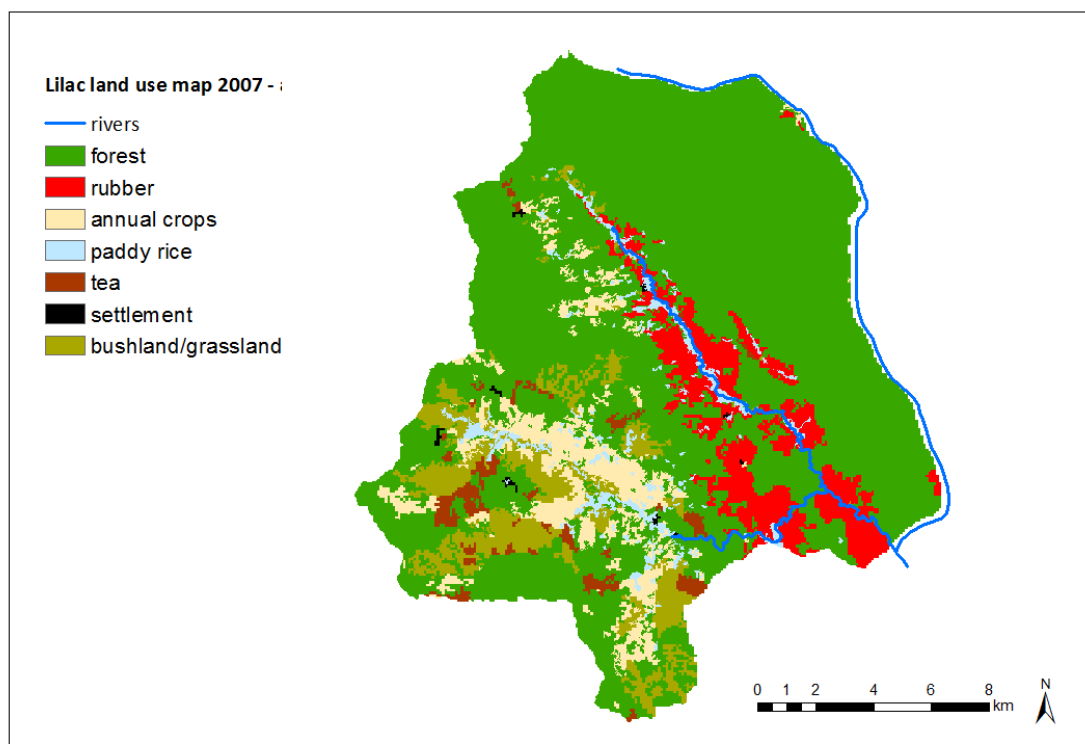 Lilac land use map 2007 -
rivers
forest
rubber
annual crops
paddy rice
tea
settlement
bushland/grassland
N
0 1 2 4 6 8
km